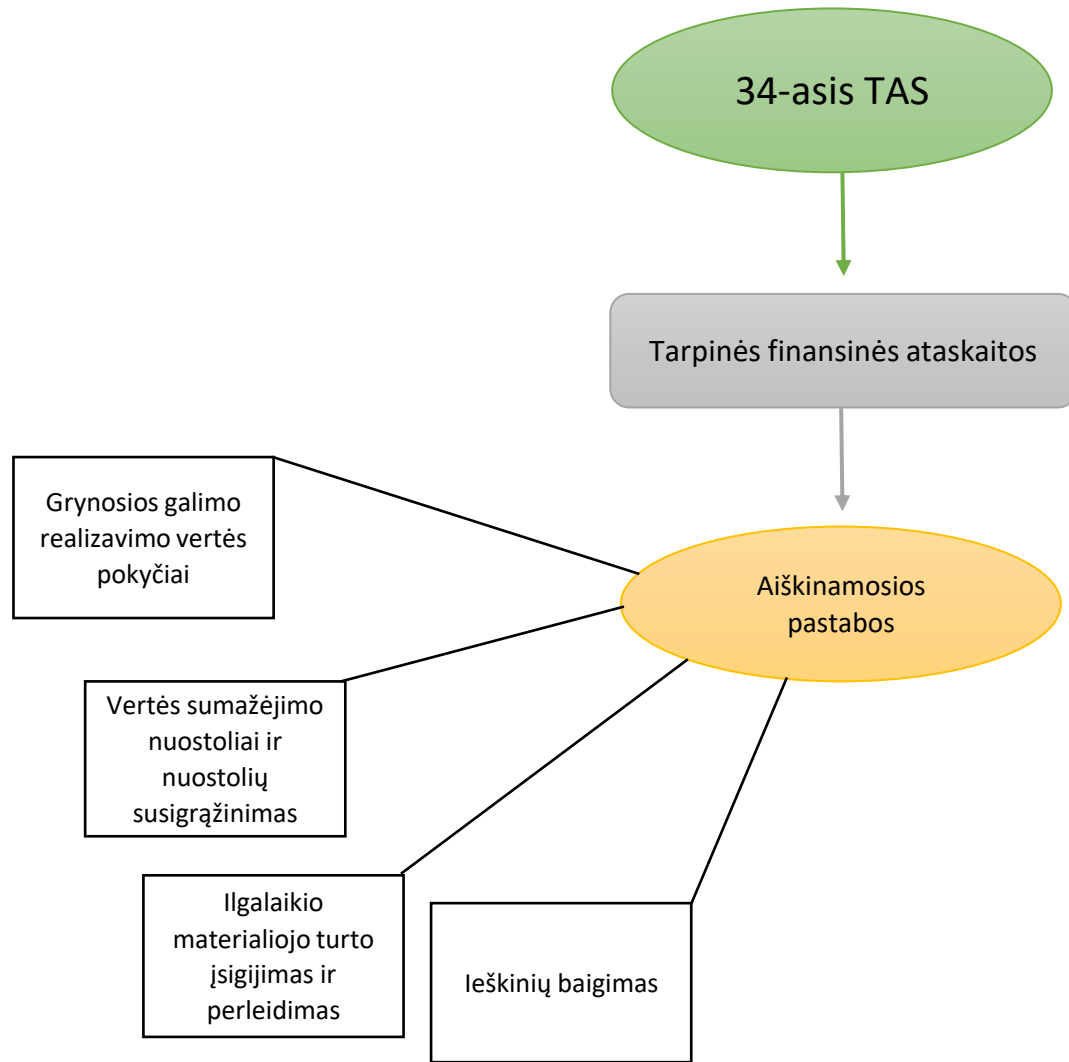 34-asis TAS
Tarpinės finansinės ataskaitos
Grynosios galimo
realizavimo vertės
pokyčiai
Aiškinamosios
pastabos
Vertės sumažėjimo
nuostoliai ir
nuostolių
susigrąžinimas
Ilgalaikio
materialiojo turto
įsigijimas ir
perleidimas
Ieškinių baigimas